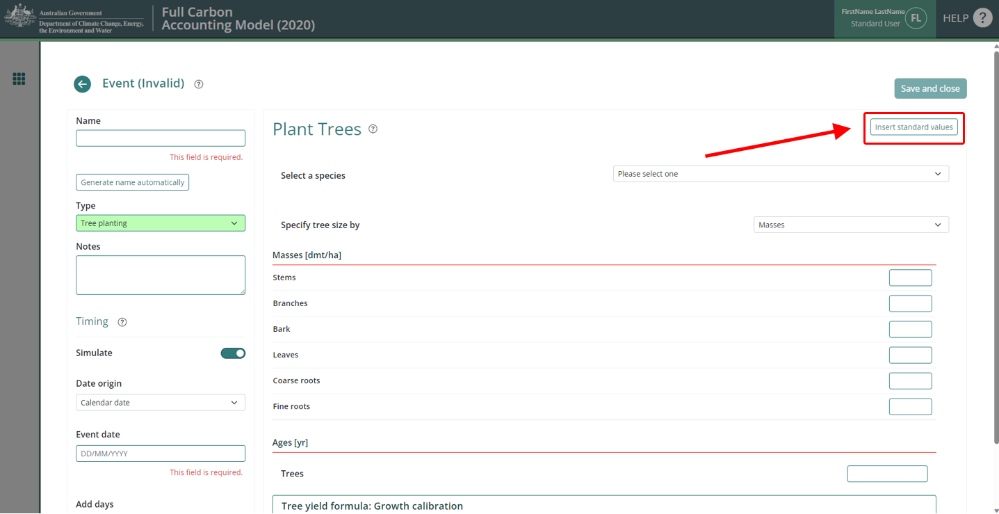 Australian Government
Department of Climate Change, Energy,
the Environment and Water
Full Carbon
Accounting Model (2020)
FirstName LastName
Standard User
FL
HELP ?
Event (Invalid) ?
Save and close
Name
This field is required.
Generate name automatically
Type
Tree planting
Notes
Timing ?
Simulate
Date origin
Calendar date
Event date
DD/MM/YYYY
This field is required.
Add days
Plant Trees ?
Insert standard values
Select a species
Please select one
Specify tree size by
Masses
Masses [dmt/ha]
Stems
Branches
Bark
Leaves
Coarse roots
Fine roots
Ages [yr]
Trees
Tree yield formula: Growth calibration